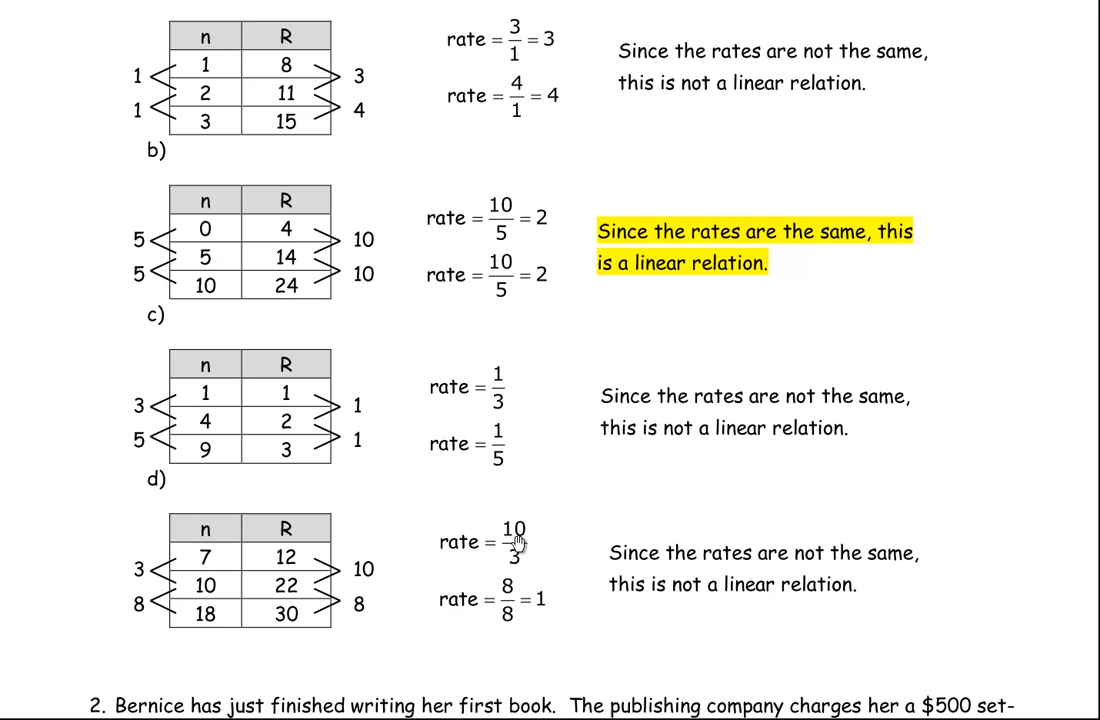 n R
1 8
2 11
3 15
1
1
3
4
rate = 3/1 = 3
rate = 4/1 = 4
Since the rates are not the same,
this is not a linear relation.
b)
n R
0 4
5 14
10 24
5
5
10
10
rate = 10/5 = 2
rate = 10/5 = 2
Since the rates are the same, this
is a linear relation.
c)
n R
1 1
4 2
9 3
3
5
1
1
rate = 1/3
rate = 1/5
Since the rates are not the same,
this is not a linear relation.
d)
n R
7 12
10 22
18 30
3
8
10
8
rate = 10/3
rate = 8/8 = 1
Since the rates are not the same,
this is not a linear relation.
2. Bernice has just finished writing her first book. The publishing company charges her a $500 set-